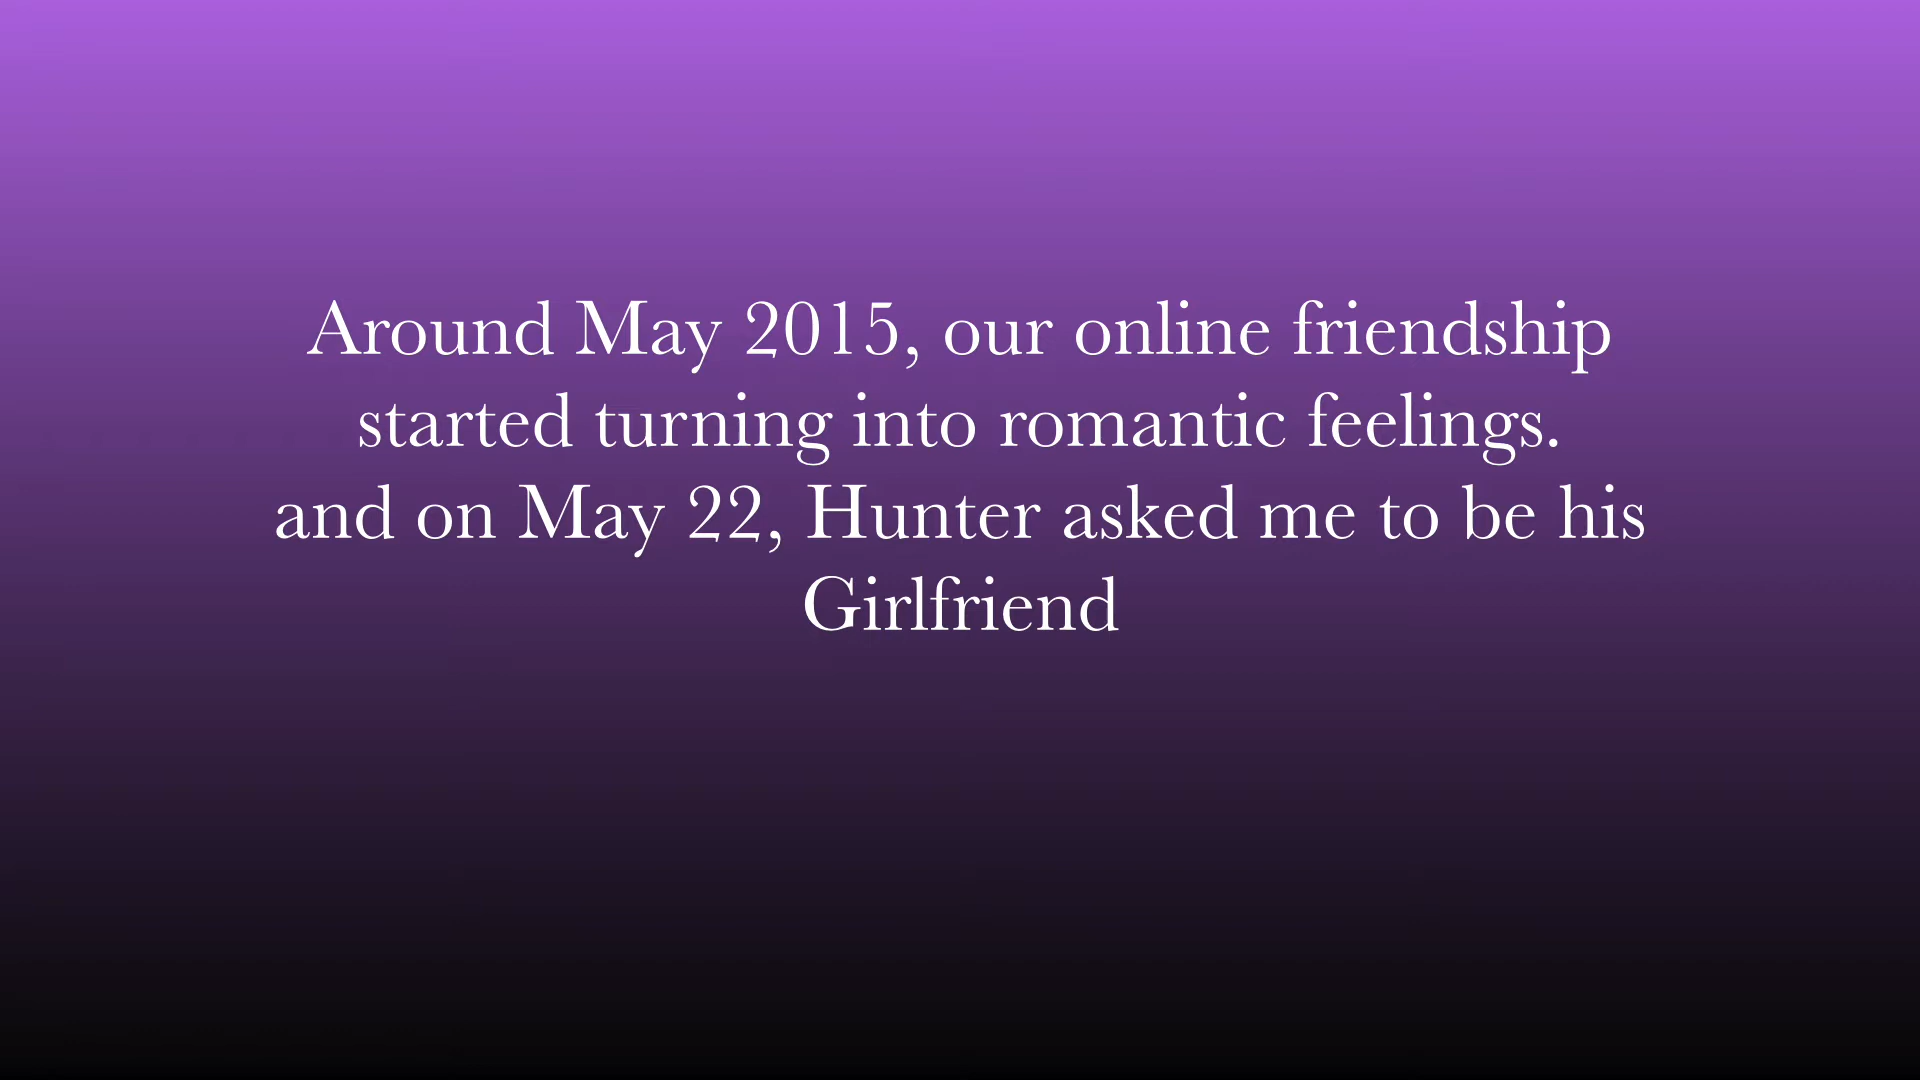 Around May 2015, our online friendship
started turning into romantic feelings.
and on May 22, Hunter asked me to be his
Girlfriend